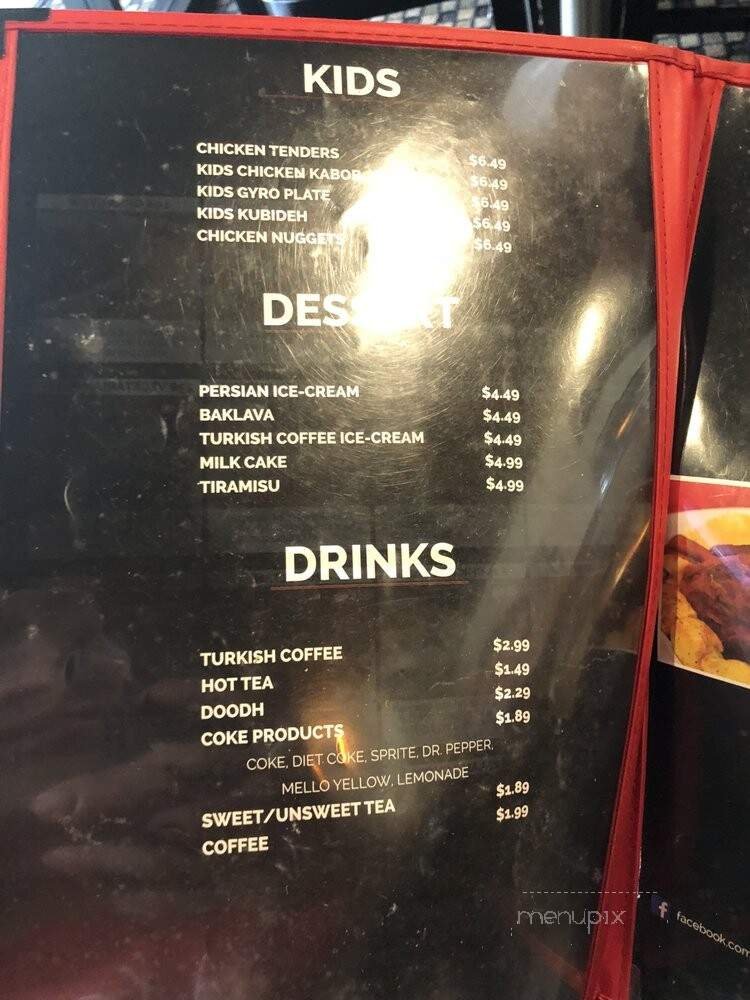 KIDS
CHICKEN TENDERS $6.49
KIDS CHICKEN KABOB $6.49
KIDS GYRO PLATE $6.49
KIDS KUBIDEH $6.49
CHICKEN NUGGETS $6.49
DESSERT
PERSIAN ICE-CREAM $4.49
BAKLAVA $4.49
TURKISH COFFEE ICE-CREAM $4.49
MILK CAKE $4.99
TIRAMISU $4.99
DRINKS
TURKISH COFFEE $2.99
HOT TEA $1.49
DOODH $2.29
COKE PRODUCTS $1.89
COKE, DIET COKE, SPRITE, DR. PEPPER,
MELLO YELLOW, LEMONADE
SWEET/UNSWEET TEA $1.89
COFFEE $1.99
menupix
f facebook.com